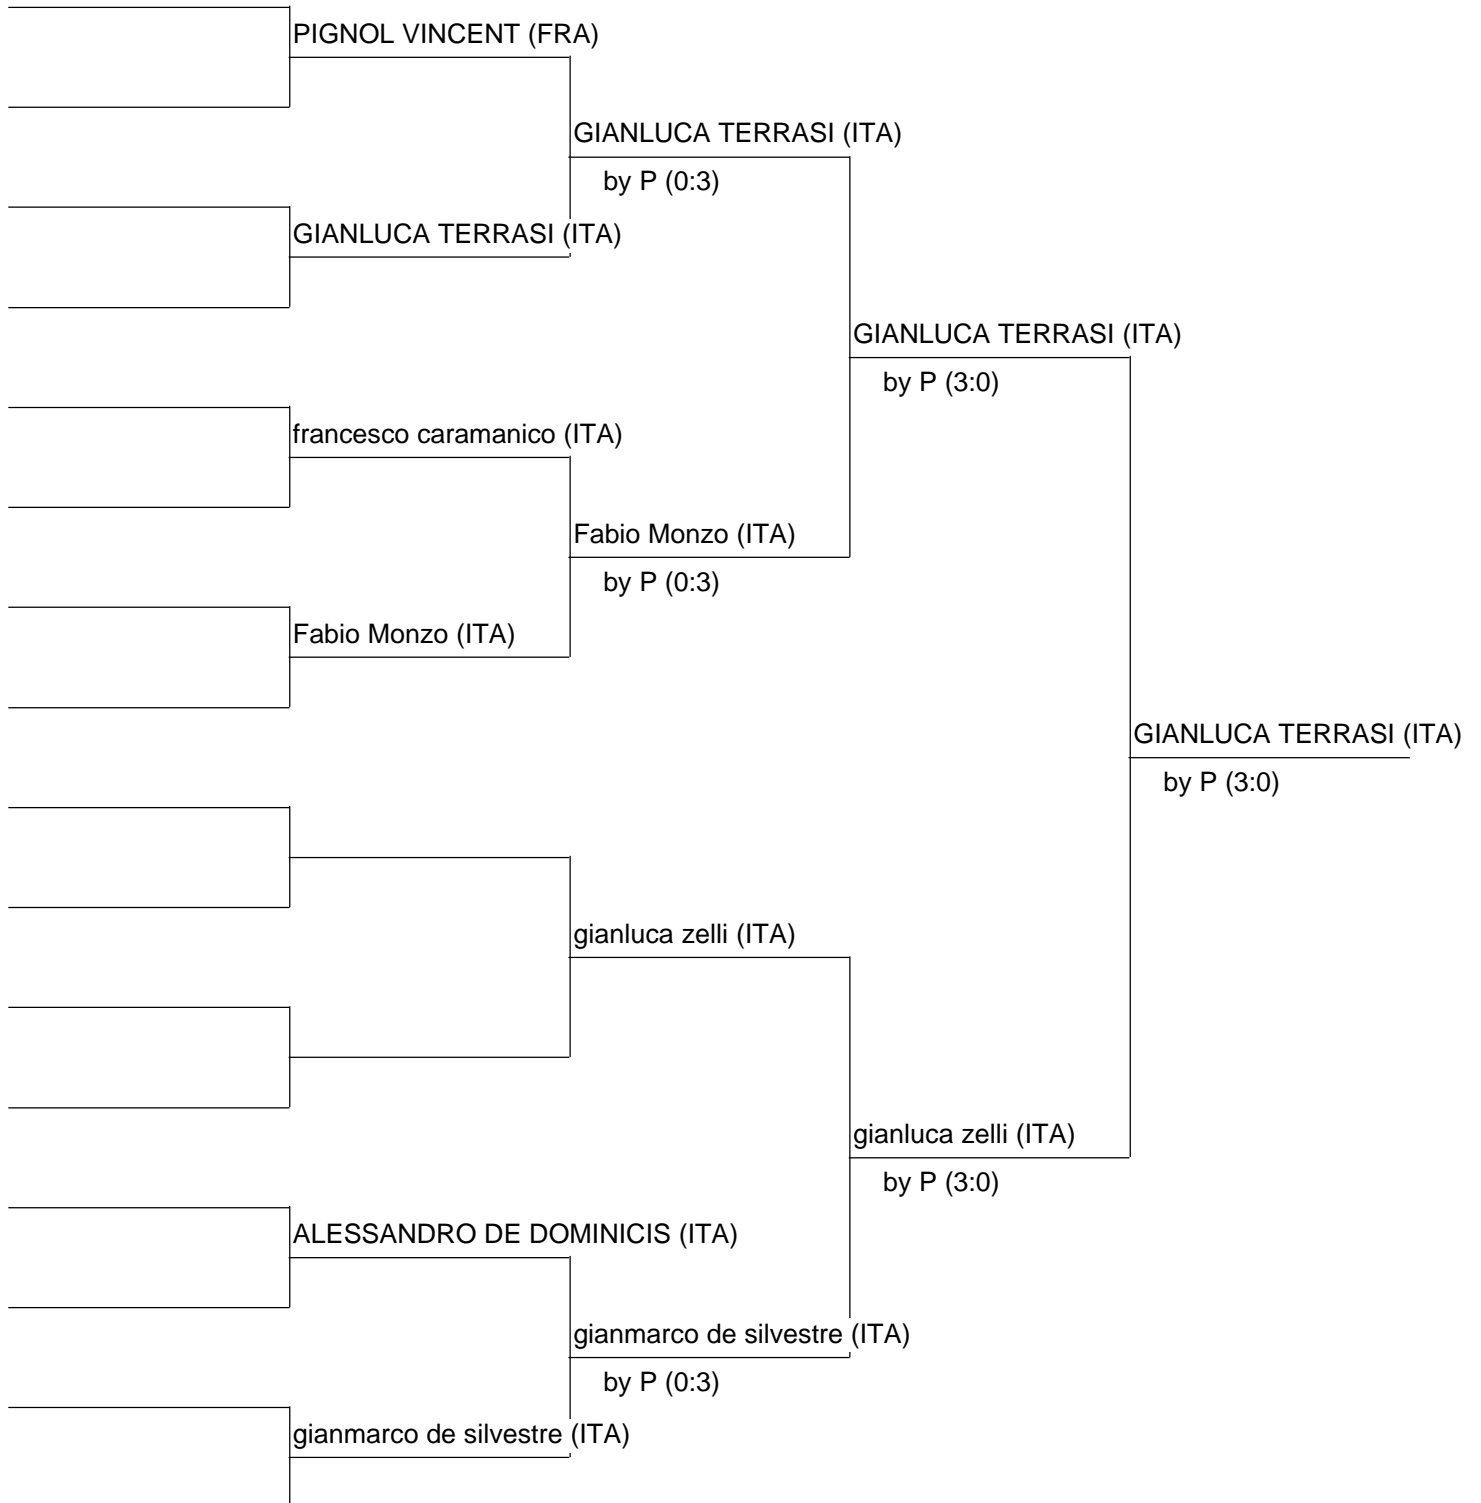 PIGNOL VINCENT (FRA)
GIANLUCA TERRASI (ITA)
by P (0:3)
GIANLUCA TERRASI (ITA)
GIANLUCA TERRASI (ITA)
by P (3:0)
francesco caramanico (ITA)
Fabio Monzo (ITA)
by P (0:3)
Fabio Monzo (ITA)
GIANLUCA TERRASI (ITA)
by P (3:0)
gianluca zelli (ITA)
gianluca zelli (ITA)
by P (3:0)
ALESSANDRO DE DOMINICIS (ITA)
gianmarco de silvestre (ITA)
by P (0:3)
gianmarco de silvestre (ITA)